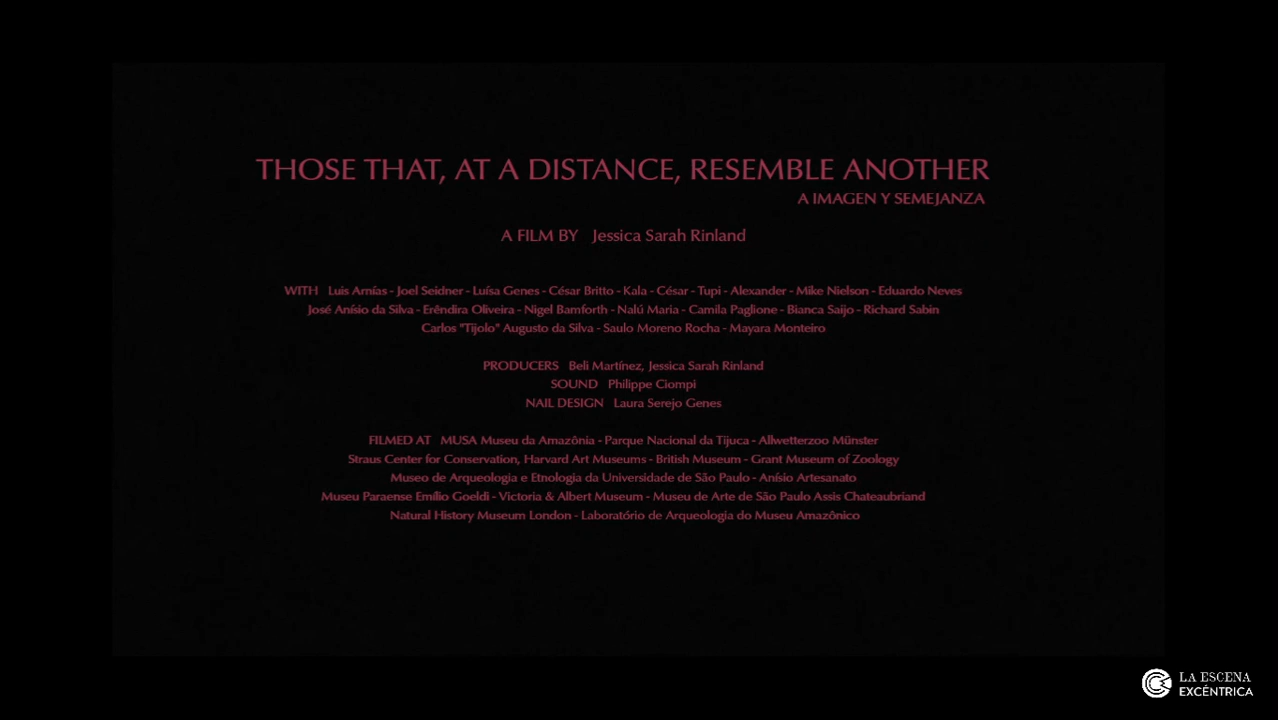 THOSE THAT, AT A DISTANCE, RESEMBLE ANOTHER
A IMAGEN Y SEMEJANZA
A FILM BY Jessica Sarah Rinland
WITH Luis Arnías - Joel Seidner - Luísa Genes - César Britto - Kala - César - Tupi - Alexander - Mike Nielson - Eduardo Neves
José Anísio da Silva - Erêndira Oliveira - Nigel Bamforth - Nalú Maria - Camila Paglione - Bianca Saijo - Richard Sabin
Carlos "Tijolo" Augusto da Silva - Saulo Moreno Rocha - Mayara Monteiro
PRODUCERS Beli Martínez, Jessica Sarah Rinland
SOUND Philippe Ciompi
NAIL DESIGN Laura Serejo Genes
FILMED AT MUSA Museu da Amazônia - Parque Nacional da Tijuca - Allwetterzoo Münster
Straus Center for Conservation, Harvard Art Museums - British Museum - Grant Museum of Zoology
Museo de Arqueologia e Etnologia da Universidade de São Paulo - Anísio Artesanato
Museu Paraense Emílio Goeldi - Victoria & Albert Museum - Museu de Arte de São Paulo Assis Chateaubriand
Natural History Museum London - Laboratório de Arqueologia do Museu Amazônico
LA ESCENA
EXCÉNTRICA